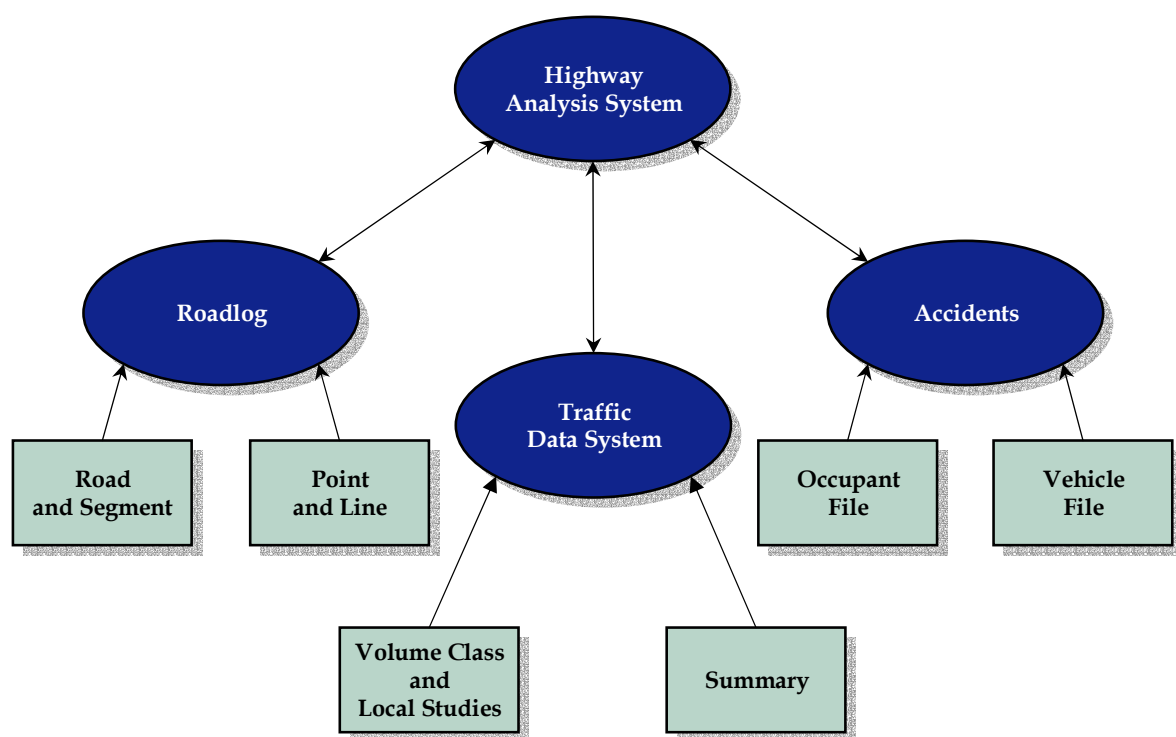 Highway
Analysis System
Roadlog
Accidents
Traffic
Data System
Road
and Segment
Point
and Line
Occupant
File
Vehicle
File
Volume Class
and
Local Studies
Summary